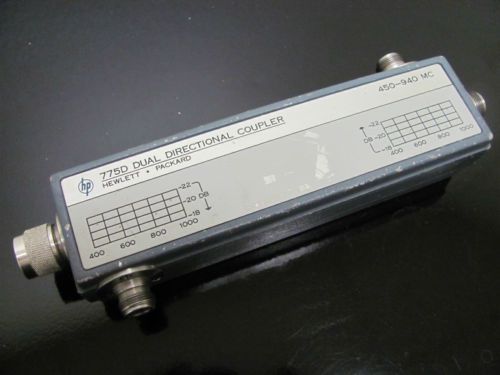 hp
775D DUAL DIRECTIONAL COUPLER
HEWLETT • PACKARD
450-940 MC
-22
-20 DB
-18
400 600 800 1000
-22
DB -20
-18
400 600 800 1000